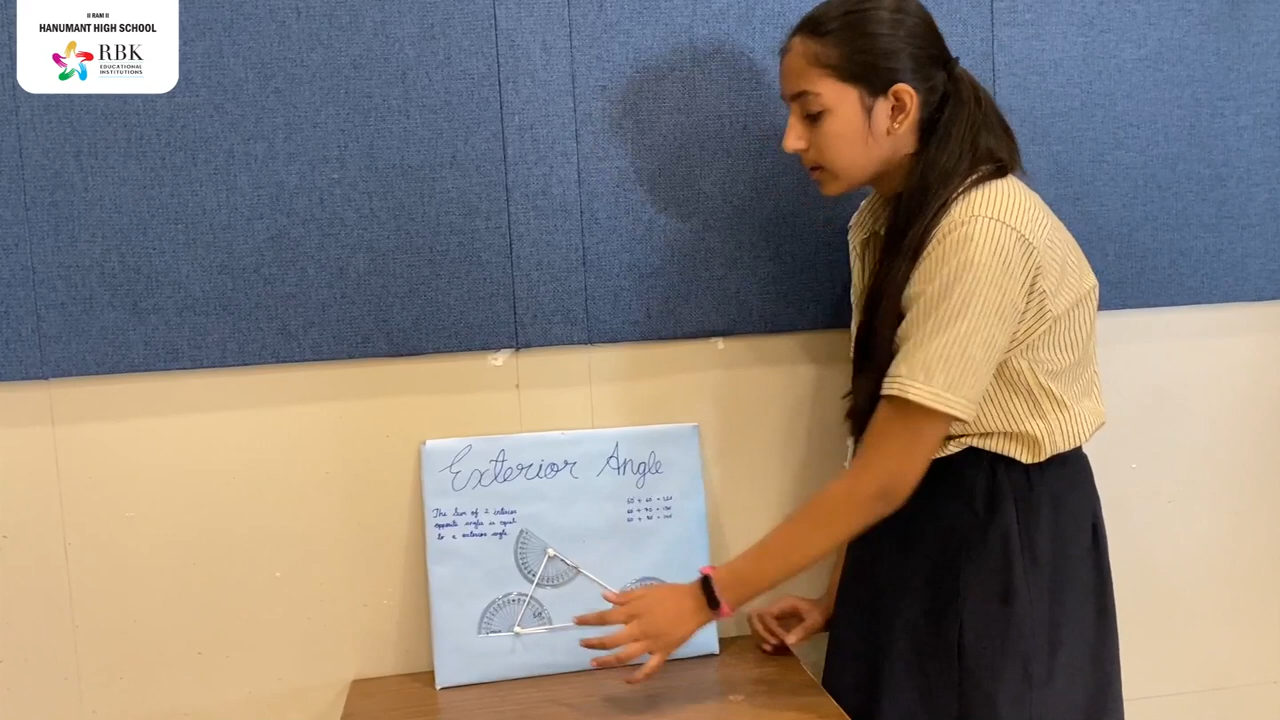 || RAM ||
HANUMANT HIGH SCHOOL
RBK
EDUCATIONAL
INSTITUTIONS
Exterior Angle
The Sum of 2 interior
opposite angles is equal
to a exterior angle.